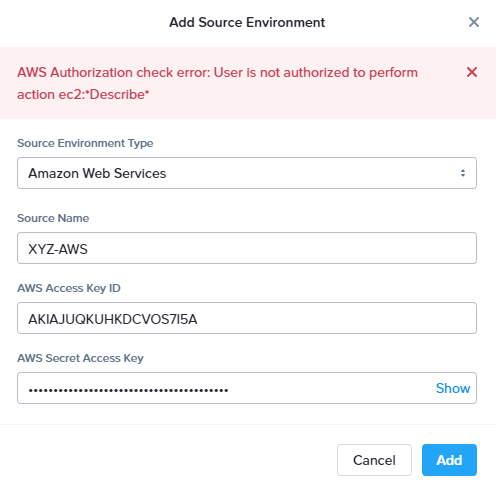 Add Source Environment
AWS Authorization check error: User is not authorized to perform
action ec2:*Describe*
Source Environment Type
Amazon Web Services
Source Name
XYZ-AWS
AWS Access Key ID
AKIAJUQKUHKDCVOS7I5A
AWS Secret Access Key
••••••••••••••••••••••••••••••••••••••••
Show
Cancel
Add